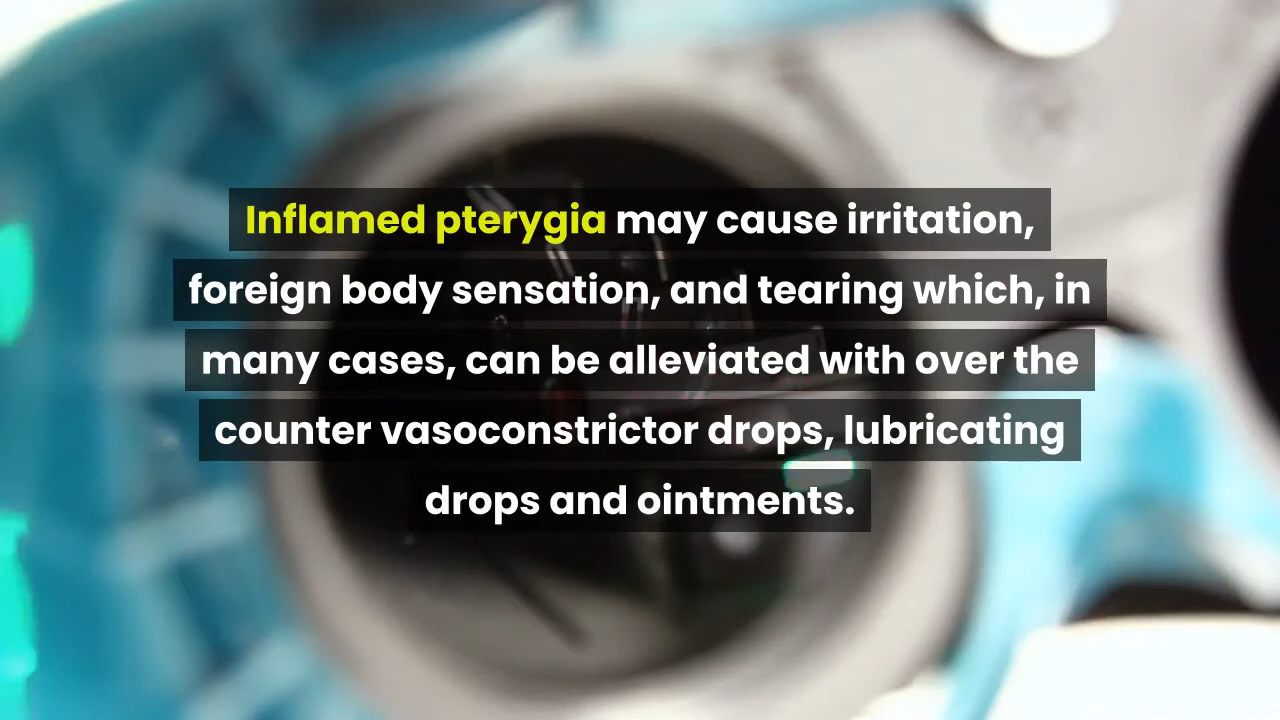 Inflamed pterygia may cause irritation,
foreign body sensation, and tearing which, in
many cases, can be alleviated with over the
counter vasoconstrictor drops, lubricating
drops and ointments.